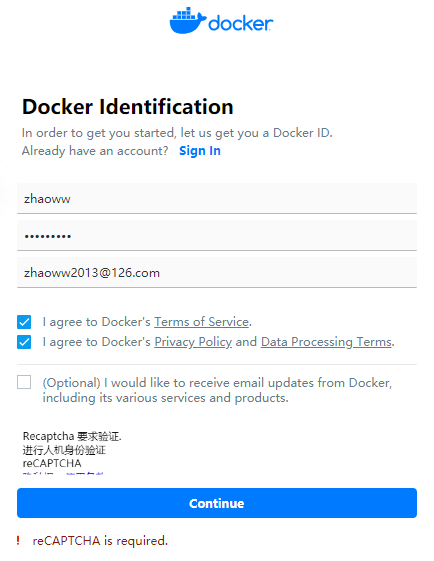 docker
Docker Identification
In order to get you started, let us get you a Docker ID.
Already have an account? Sign In
zhaoww
•••••••••
zhaoww2013@126.com
I agree to Docker's Terms of Service.
I agree to Docker's Privacy Policy and Data Processing Terms.
(Optional) I would like to receive email updates from Docker,
including its various services and products.
Recaptcha 要求验证.
进行人机身份验证
reCAPTCHA
Continue
! reCAPTCHA is required.